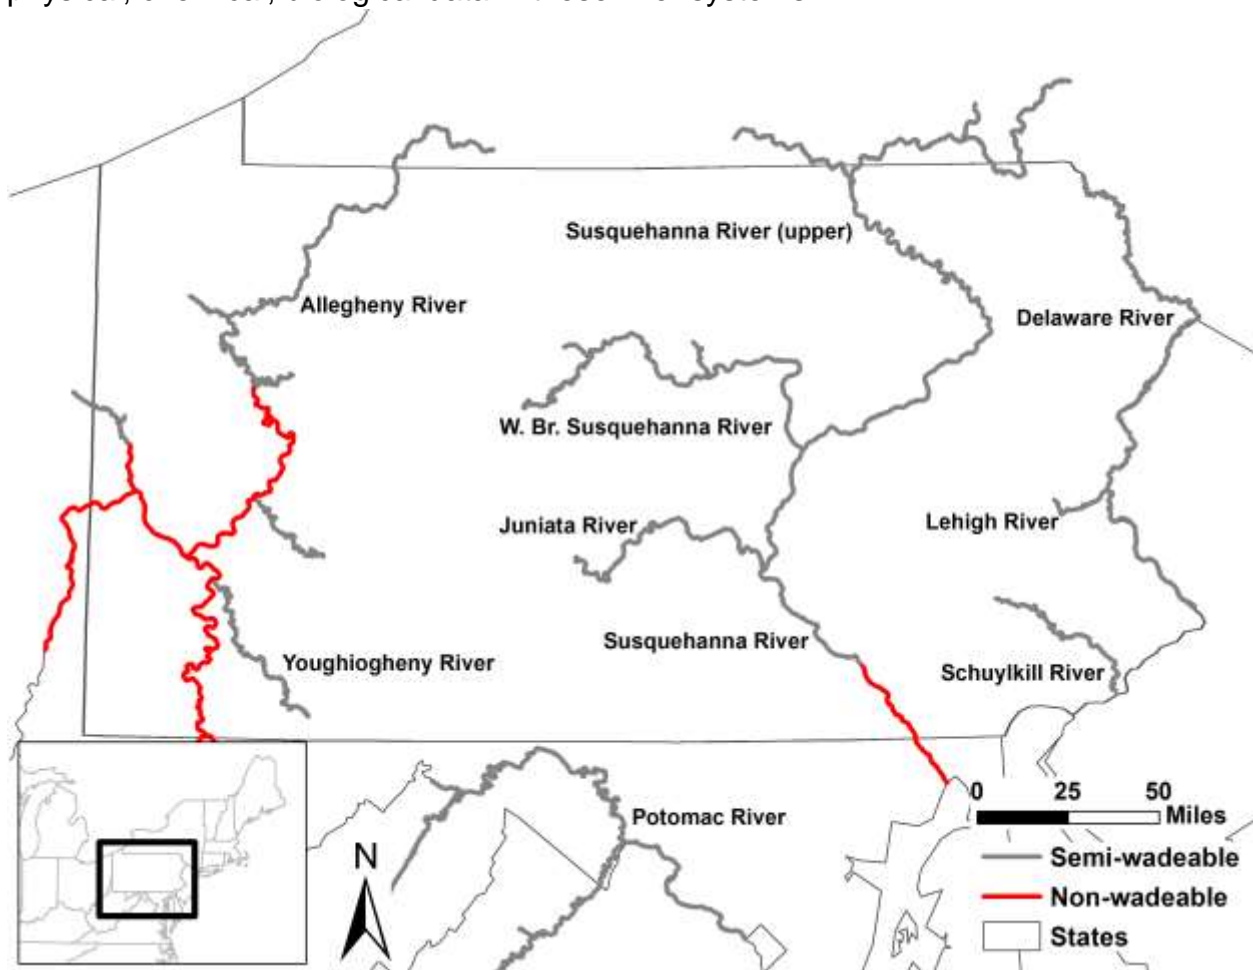 Susquehanna River (upper)
Allegheny River
Delaware River
W. Br. Susquehanna River
Juniata River
Lehigh River
Susquehanna River
Youghiogheny River
Schuylkill River
Potomac River
0 25 50
Miles
N
Semi-wadeable
Non-wadeable
States